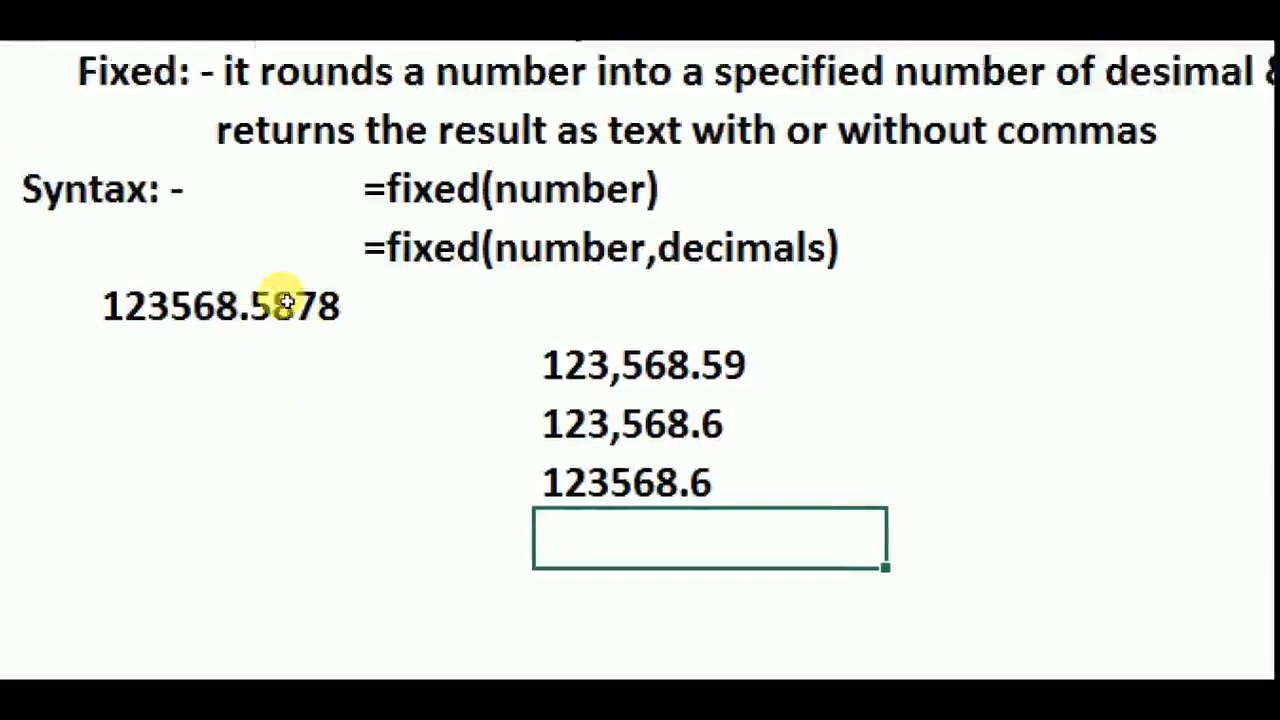 Fixed: - it rounds a number into a specified number of desimal &
returns the result as text with or without commas
Syntax: - =fixed(number)
=fixed(number,decimals)
123568.5878
123,568.59
123,568.6
123568.6